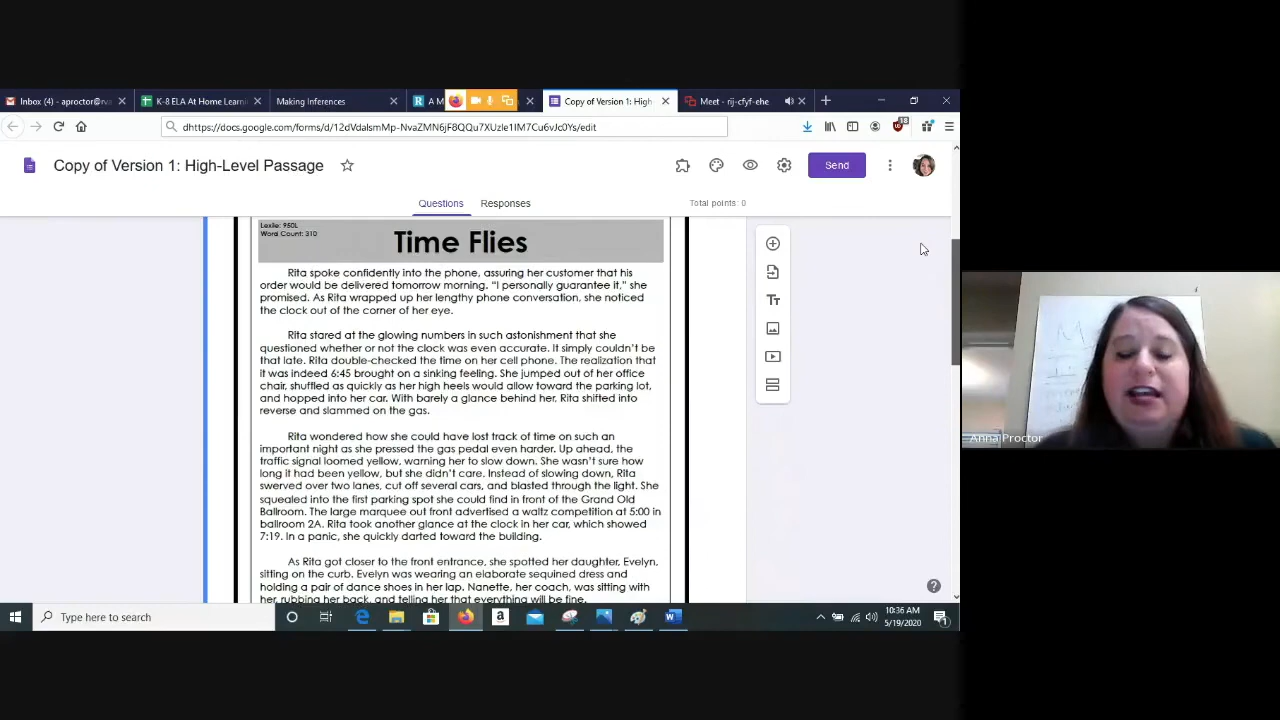 Inbox (4) - aproctor@rva
K-8 ELA At Home Learni
Making Inferences
A M
Copy of Version 1: High-
Meet - rij-cfyf-ehe
18
Copy of Version 1: High-Level Passage
Send
Questions
Responses
Total points: 0
Lexile: 950L
Word Count: 310
Time Flies
Rita spoke confidently into the phone, assuring her customer that his
order would be delivered tomorrow morning. “I personally guarantee it,” she
promised. As Rita wrapped up her lengthy phone conversation, she noticed
the clock out of the corner of her eye.
Rita stared at the glowing numbers in such astonishment that she
questioned whether or not the clock was even accurate. It simply couldn't be
that late. Rita double-checked the time on her cell phone. The realization that
it was indeed 6:45 brought on a sinking feeling. She jumped out of her office
chair, shuffled as quickly as her high heels would allow toward the parking lot,
and hopped into her car. With barely a glance behind her, Rita shifted into
reverse and slammed on the gas.
Rita wondered how she could have lost track of time on such an
important night as she pressed the gas pedal even harder. Up ahead, the
traffic signal loomed yellow, warning her to slow down. She wasn't sure how
long it had been yellow, but she didn't care. Instead of slowing down, Rita
swerved over two lanes, cut off several cars, and blasted through the light. She
squealed into the first parking spot she could find in front of the Grand Old
Ballroom. The large marquee out front advertised a waltz competition at 5:00 in
ballroom 2A. Rita took another glance at the clock in her car, which showed
7:19. In a panic, she quickly darted toward the building.
As Rita got closer to the front entrance, she spotted her daughter, Evelyn,
sitting on the curb. Evelyn was wearing an elaborate sequined dress and
holding a pair of dance shoes in her lap. Nanette, her coach, was sitting with
her, rubbing her back, and telling her that everything will be fine.
Anna Proctor
Type here to search
10:36 AM
5/19/2020